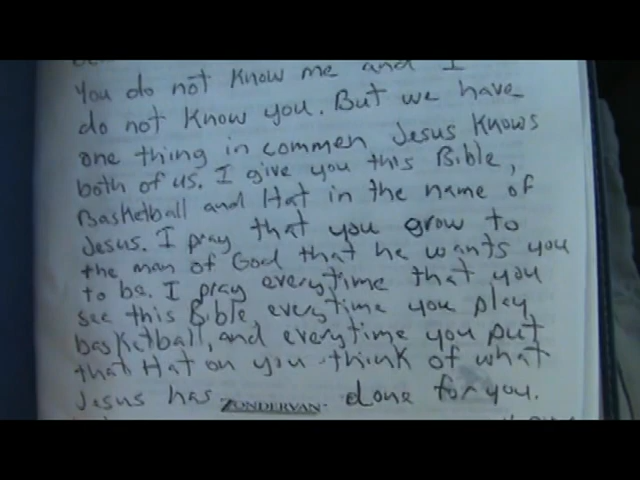 You do not Know me and I
do not Know you. But we have
one thing in commen Jesus Knows
both of us. I give you this Bible,
Basketball and Hat in the name of
Jesus. I pray that you grow to
the man of God that he wants you
to be. I pray everytime that you
see this Bible everytime you play
basketball, and everytime you put
that Hat on you think of what
Jesus has ZONDERVAN done for you.